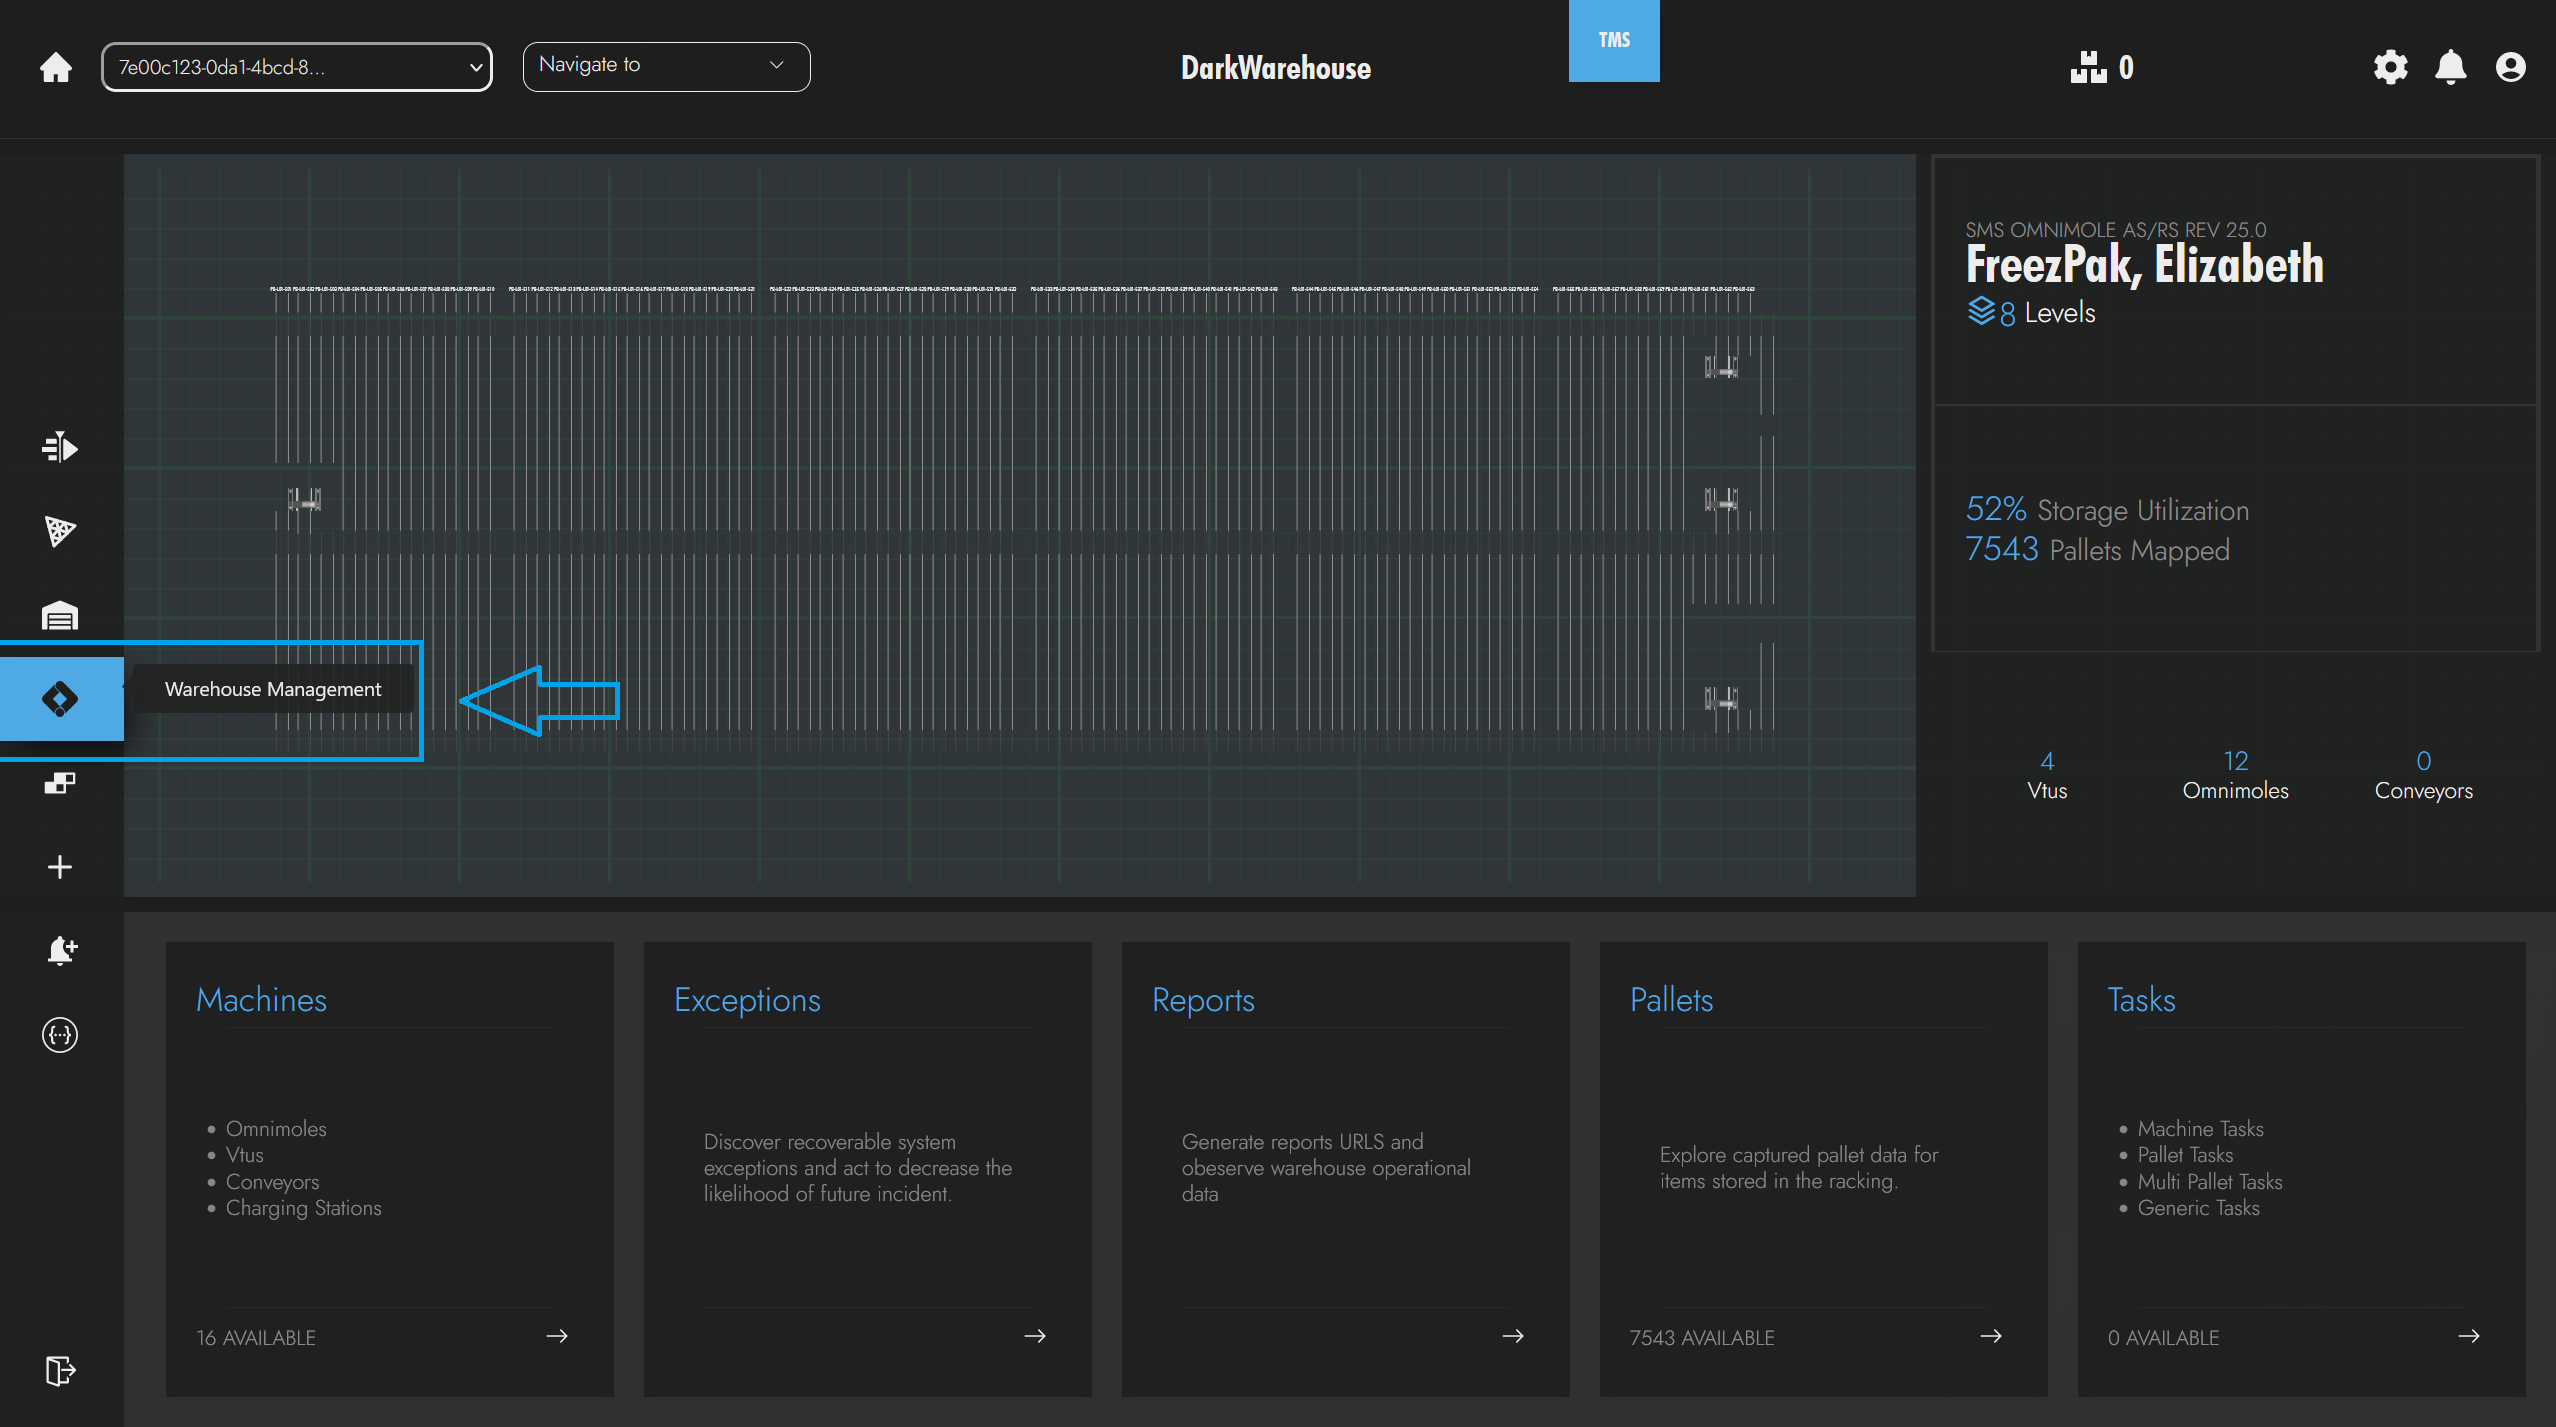 7e00c123-0da1-4bcd-8...
Navigate to
DarkWarehouse
TMS
0
SMS OMNIMOLE AS/RS REV 25.0
FreezPak, Elizabeth
8 Levels
52% Storage Utilization
7543 Pallets Mapped
Warehouse Management
4
Vtus
12
Omnimoles
0
Conveyors
Machines
Omnimoles
Vtus
Conveyors
Charging Stations
16 AVAILABLE
Exceptions
Discover recoverable system
exceptions and act to decrease the
likelihood of future incident.
Reports
Generate reports URLS and
obeserve warehouse operational
data
Pallets
Explore captured pallet data for
items stored in the racking.
7543 AVAILABLE
Tasks
Machine Tasks
Pallet Tasks
Multi Pallet Tasks
Generic Tasks
0 AVAILABLE